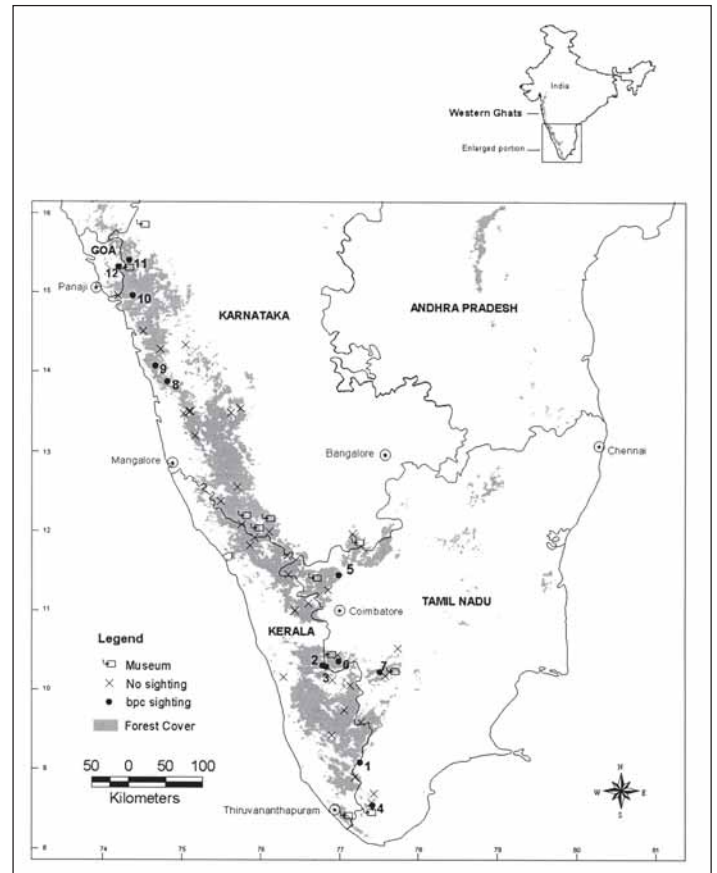 India
Western Ghats
Enlarged portion
16
GOA
11
12
Panaji
15
10
KARNATAKA
ANDHRA PRADESH
14
9
8
13
Mangalore
Bangalore
Chennai
12
5
11
Coimbatore
TAMIL NADU
KERALA
Legend
Museum
No sighting
bpc sighting
Forest Cover
2
6
3
7
10
50 0 50 100
Kilometers
9
1
Thiruvananthapuram
4
N
W E
S
8
74 75 76 77 78 79 80 81